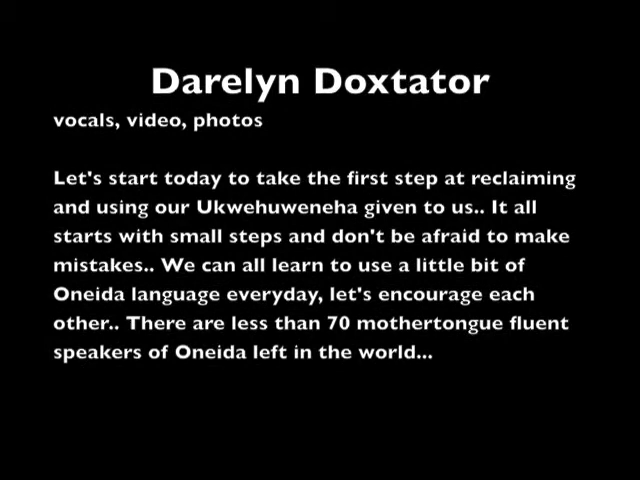 Darelyn Doxtator
vocals, video, photos
Let's start today to take the first step at reclaiming
and using our Ukwehuweneha given to us.. It all
starts with small steps and don't be afraid to make
mistakes.. We can all learn to use a little bit of
Oneida language everyday, let's encourage each
other.. There are less than 70 mothertongue fluent
speakers of Oneida left in the world...